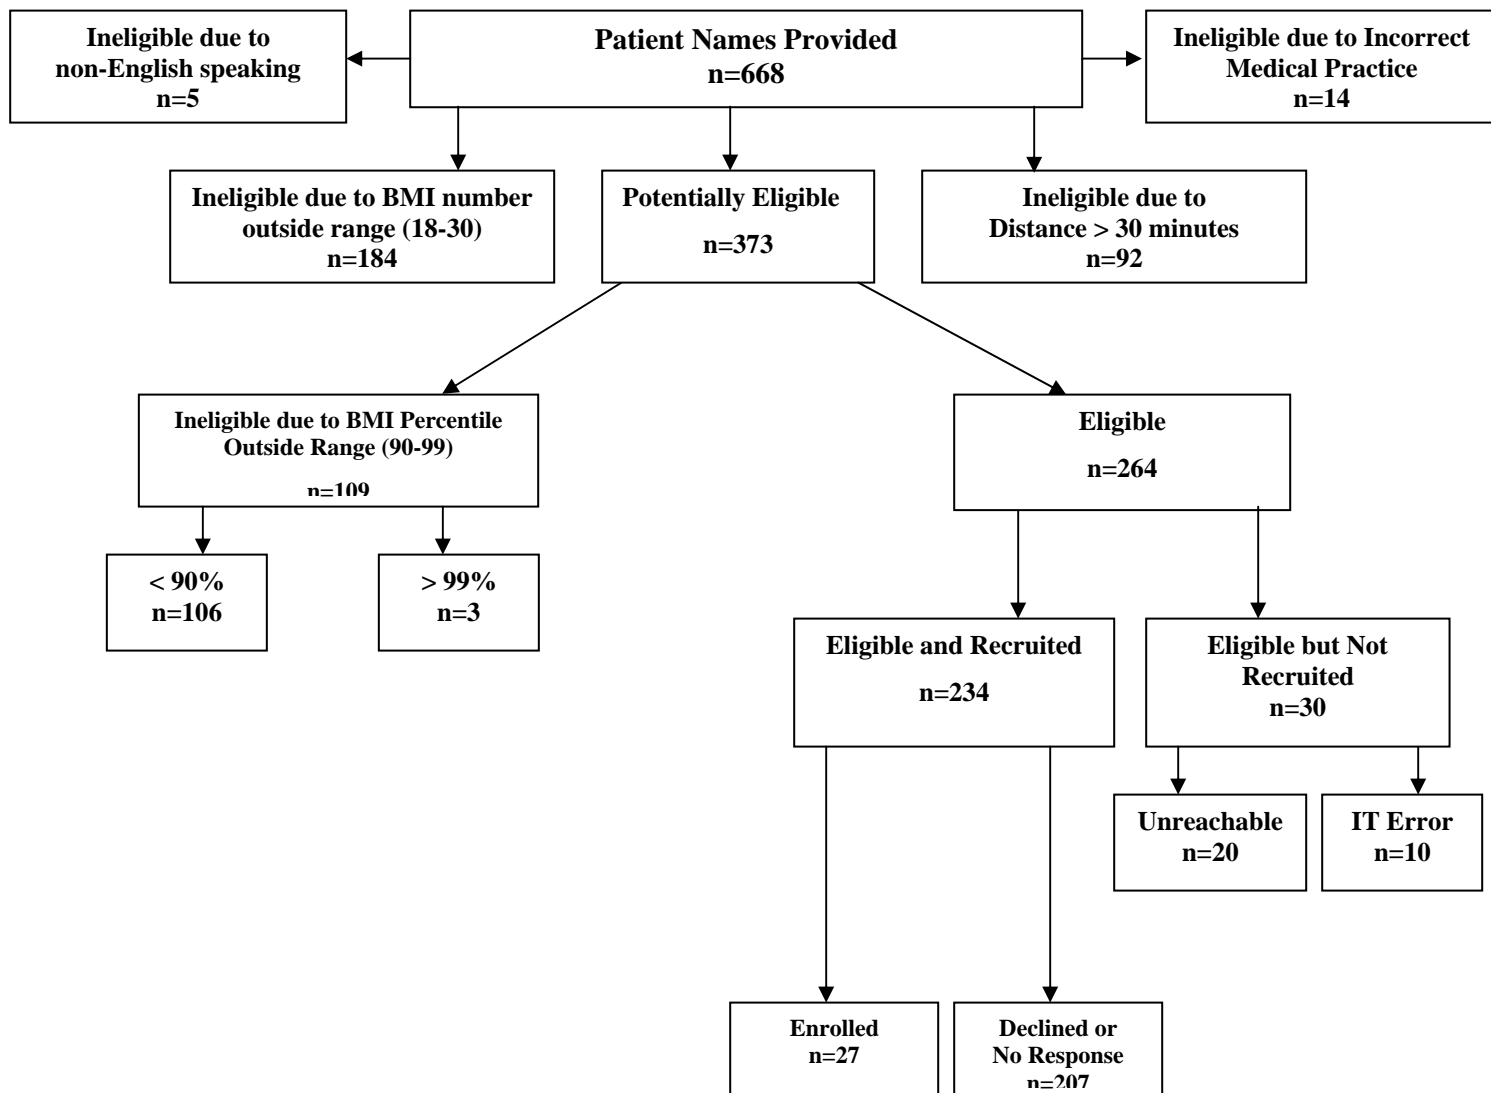 Ineligible due to
non-English speaking
n=5
Patient Names Provided
n=668
Ineligible due to Incorrect
Medical Practice
n=14
Ineligible due to BMI number
outside range (18-30)
n=184
Potentially Eligible
n=373
Ineligible due to
Distance > 30 minutes
n=92
Ineligible due to BMI Percentile
Outside Range (90-99)
n=109
Eligible
n=264
< 90%
n=106
> 99%
n=3
Eligible and Recruited
n=234
Eligible but Not
Recruited
n=30
Unreachable
n=20
IT Error
n=10
Enrolled
n=27
Declined or
No Response
n=207